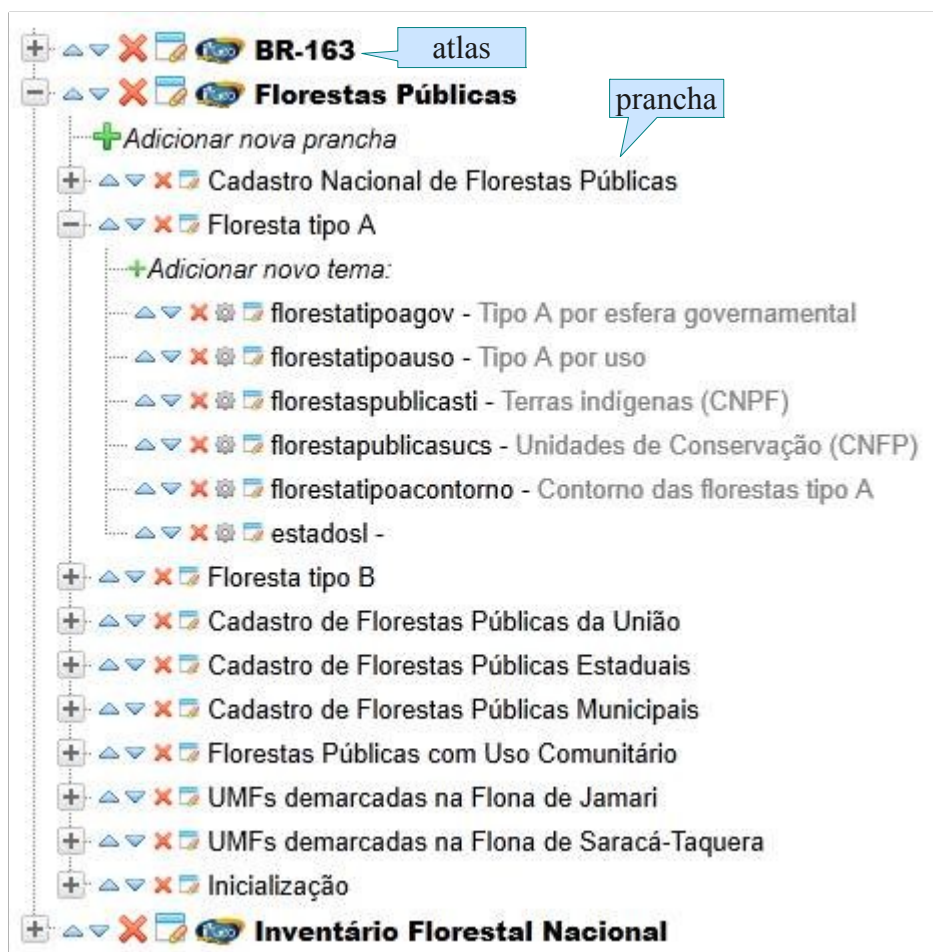 BR-163
atlas
Florestas Públicas
prancha
Adicionar nova prancha
Cadastro Nacional de Florestas Públicas
Floresta tipo A
Adicionar novo tema:
florestatipoagov - Tipo A por esfera governamental
florestatipoauso - Tipo A por uso
florestaspublicasti - Terras indígenas (CNPF)
florestapublicasucs - Unidades de Conservação (CNFP)
florestatipoacontorno - Contorno das florestas tipo A
estadosl -
Floresta tipo B
Cadastro de Florestas Públicas da União
Cadastro de Florestas Públicas Estaduais
Cadastro de Florestas Públicas Municipais
Florestas Públicas com Uso Comunitário
UMFs demarcadas na Flona de Jamari
UMFs demarcadas na Flona de Saracá-Taquera
Inicialização
Inventário Florestal Nacional